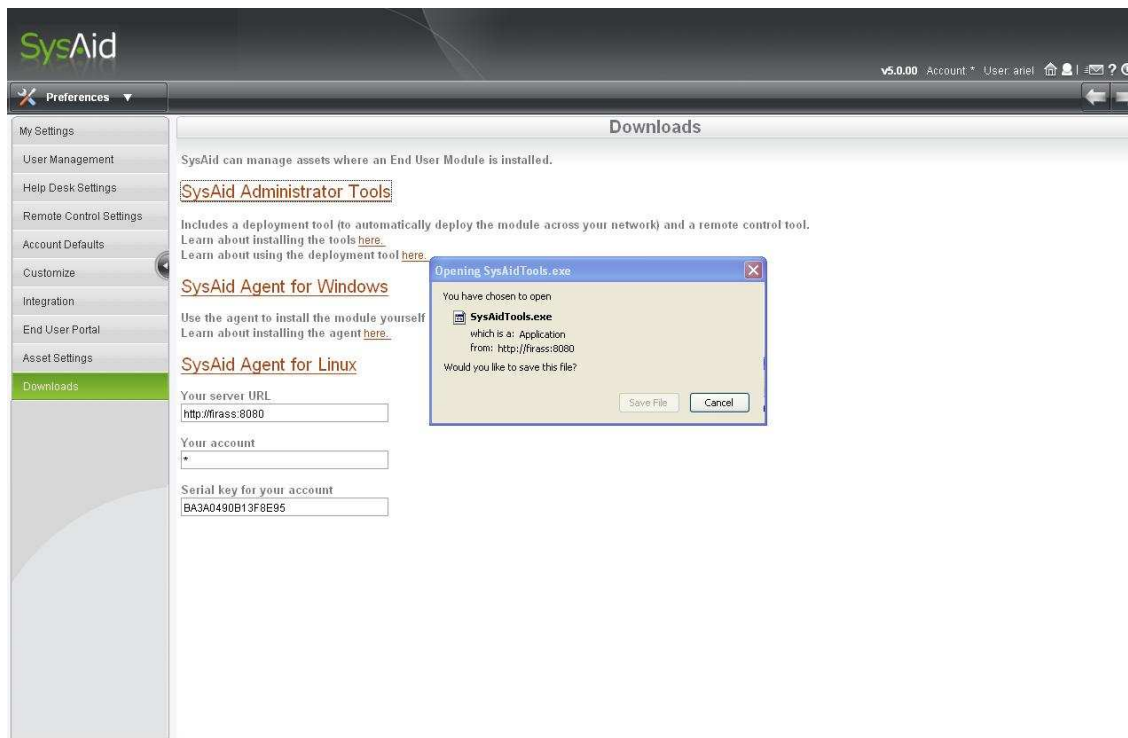 SysAid
v5.0.00 Account * User: ariel
Preferences
Downloads
My Settings
User Management
Help Desk Settings
Remote Control Settings
Account Defaults
Customize
Integration
End User Portal
Asset Settings
Downloads
SysAid can manage assets where an End User Module is installed.
SysAid Administrator Tools
Includes a deployment tool (to automatically deploy the module across your network) and a remote control tool.
Learn about installing the tools here.
Learn about using the deployment tool here.
SysAid Agent for Windows
Use the agent to install the module yourself
Learn about installing the agent here.
SysAid Agent for Linux
Your server URL
http://firass:8080
Your account
*
Serial key for your account
BA3A0490B13F8E95
Opening SysAidTools.exe
You have chosen to open
SysAidTools.exe
which is a: Application
from: http://firass:8080
Would you like to save this file?
Save File Cancel